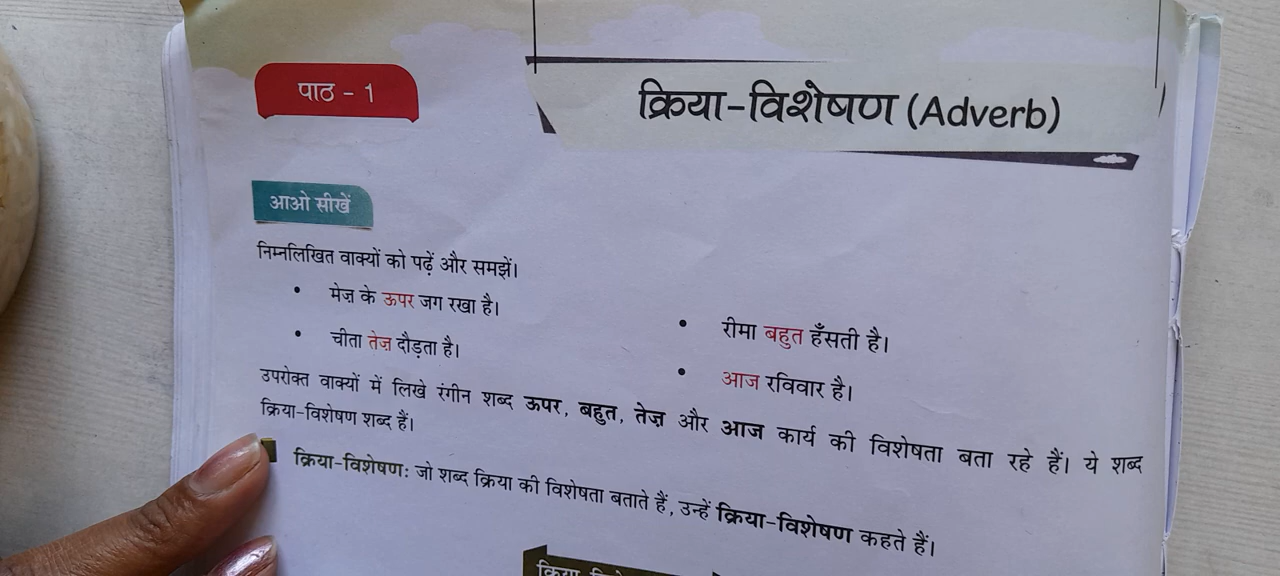 पाठ - 1
क्रिया-विशेषण (Adverb)
आओ सीखें
निम्नलिखित वाक्यों को पढ़ें और समझें।
• मेज़ के ऊपर जग रखा है।
• रीमा बहुत हँसती है।
• चीता तेज़ दौड़ता है।
• आज रविवार है।
उपरोक्त वाक्यों में लिखे रंगीन शब्द ऊपर, बहुत, तेज़ और आज कार्य की विशेषता बता रहे हैं। ये शब्द
क्रिया-विशेषण शब्द हैं।
क्रिया-विशेषण: जो शब्द क्रिया की विशेषता बताते हैं, उन्हें क्रिया-विशेषण कहते हैं।